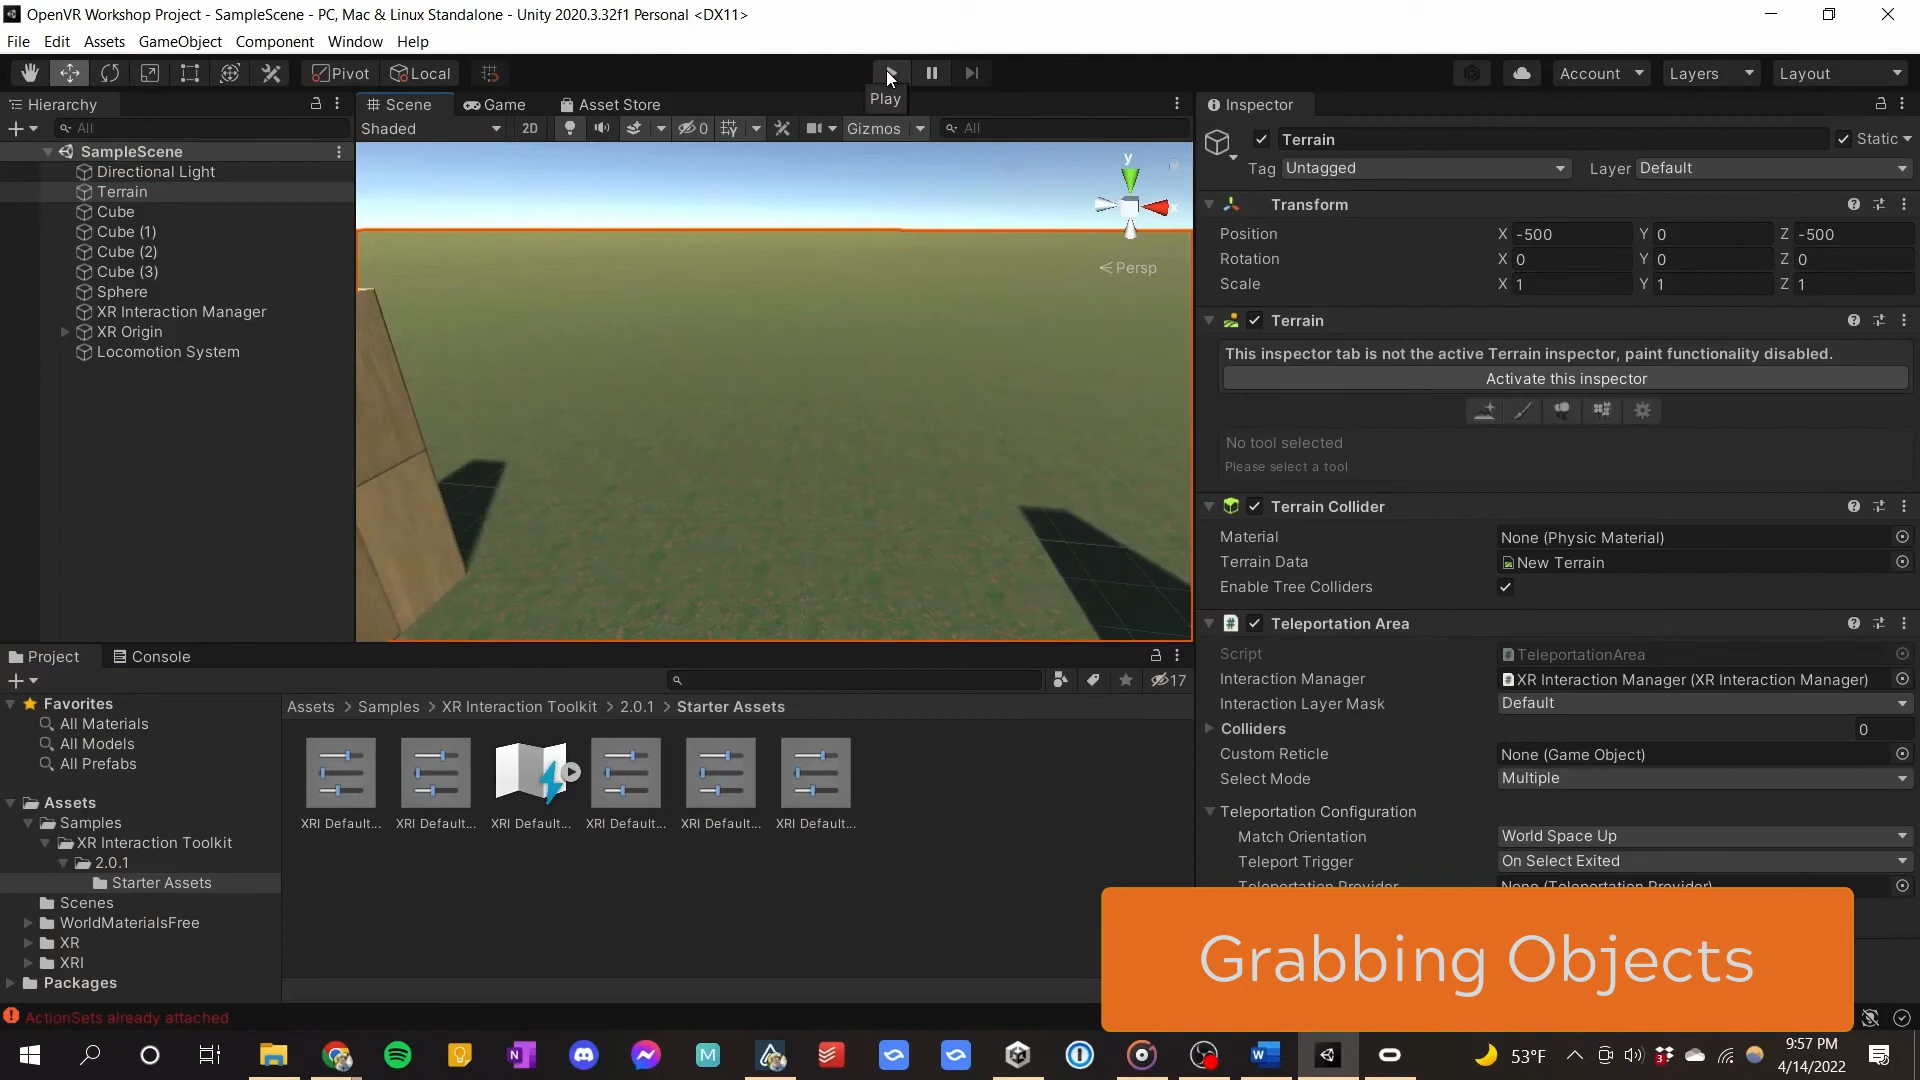 OpenVR Workshop Project - SampleScene - PC, Mac & Linux Standalone - Unity 2020.3.32f1 Personal <DX11>
File Edit Assets GameObject Component Window Help
Pivot Local Account Layers Layout
Play
Hierarchy
All
SampleScene
Directional Light
Terrain
Cube
Cube (1)
Cube (2)
Cube (3)
Sphere
XR Interaction Manager
XR Origin
Locomotion System
Scene Game Asset Store
Shaded 2D 0 Gizmos All
y
x
Persp
Inspector
Terrain Static
Tag Untagged Layer Default
Transform
Position X -500 Y 0 Z -500
Rotation X 0 Y 0 Z 0
Scale X 1 Y 1 Z 1
Terrain
This inspector tab is not the active Terrain inspector, paint functionality disabled.
Activate this inspector
No tool selected
Please select a tool
Terrain Collider
Material None (Physic Material)
Terrain Data New Terrain
Enable Tree Colliders
Teleportation Area
Script TeleportationArea
Interaction Manager XR Interaction Manager (XR Interaction Manager)
Interaction Layer Mask Default
Colliders 0
Custom Reticle None (Game Object)
Select Mode Multiple
Teleportation Configuration
Match Orientation World Space Up
Teleport Trigger On Select Exited
Teleportation Provider None (Teleportation Provider)
Project Console
17
Favorites
All Materials
All Models
All Prefabs
Assets
Samples
XR Interaction Toolkit
2.0.1
Starter Assets
Scenes
WorldMaterialsFree
XR
XRI
Packages
Assets > Samples > XR Interaction Toolkit > 2.0.1 > Starter Assets
XRI Default... XRI Default... XRI Default... XRI Default... XRI Default... XRI Default...
Grabbing Objects
ActionSets already attached
53°F
9:57 PM
4/14/2022